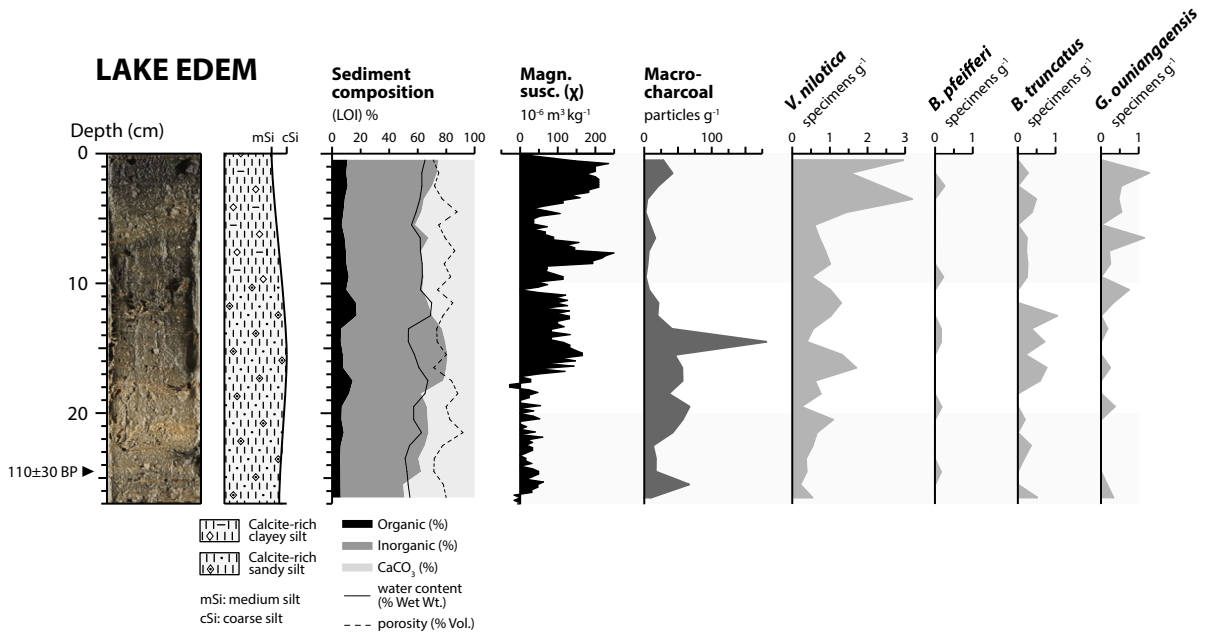 LAKE EDEM
Depth (cm)
mSi cSi
Sediment
composition
(LOI) %
0 20 40 60 80 100
Magn.
susc. (χ)
10⁻⁶ m³ kg⁻¹
0 100 200
Macro-
charcoal
particles g⁻¹
0 100
V. nilotica
specimens g⁻¹
0 1 2 3
B. pfeifferi
specimens g⁻¹
0 1
B. truncatus
specimens g⁻¹
0 1
G. ouniangaensis
specimens g⁻¹
0 1
0
10
20
110±30 BP
Calcite-rich
clayey silt
Calcite-rich
sandy silt
mSi: medium silt
cSi: coarse silt
Organic (%)
Inorganic (%)
CaCO₃ (%)
water content
(% Wet Wt.)
porosity (% Vol.)